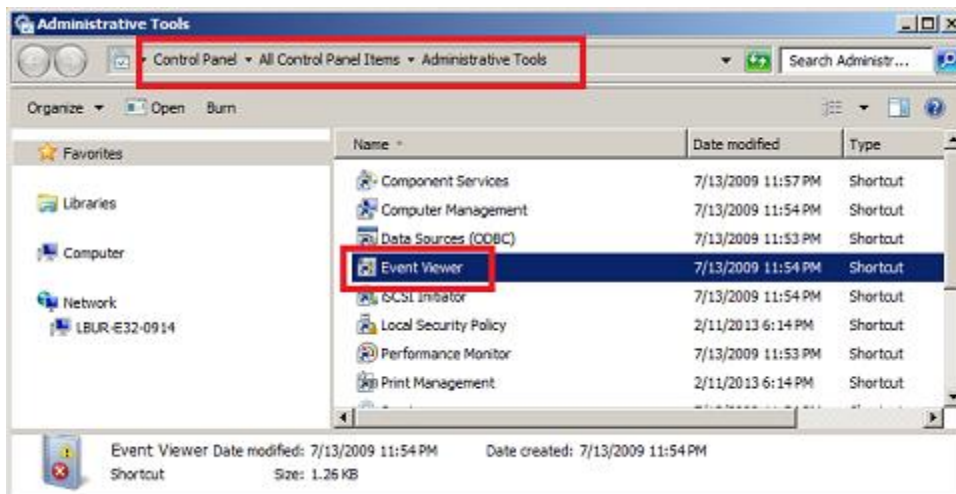 Administrative Tools
Control Panel All Control Panel Items Administrative Tools
Search Administr...
Organize Open Burn
Favorites
Libraries
Computer
Network
LBUR-E32-0914
Name Date modified Type
Component Services 7/13/2009 11:57 PM Shortcut
Computer Management 7/13/2009 11:54 PM Shortcut
Data Sources (ODBC) 7/13/2009 11:53 PM Shortcut
Event Viewer 7/13/2009 11:54 PM Shortcut
iSCSI Initiator 7/13/2009 11:54 PM Shortcut
Local Security Policy 2/11/2013 6:14 PM Shortcut
Performance Monitor 7/13/2009 11:53 PM Shortcut
Print Management 2/11/2013 6:14 PM Shortcut
Event Viewer Date modified: 7/13/2009 11:54 PM Date created: 7/13/2009 11:54 PM
Shortcut Size: 1.26 KB